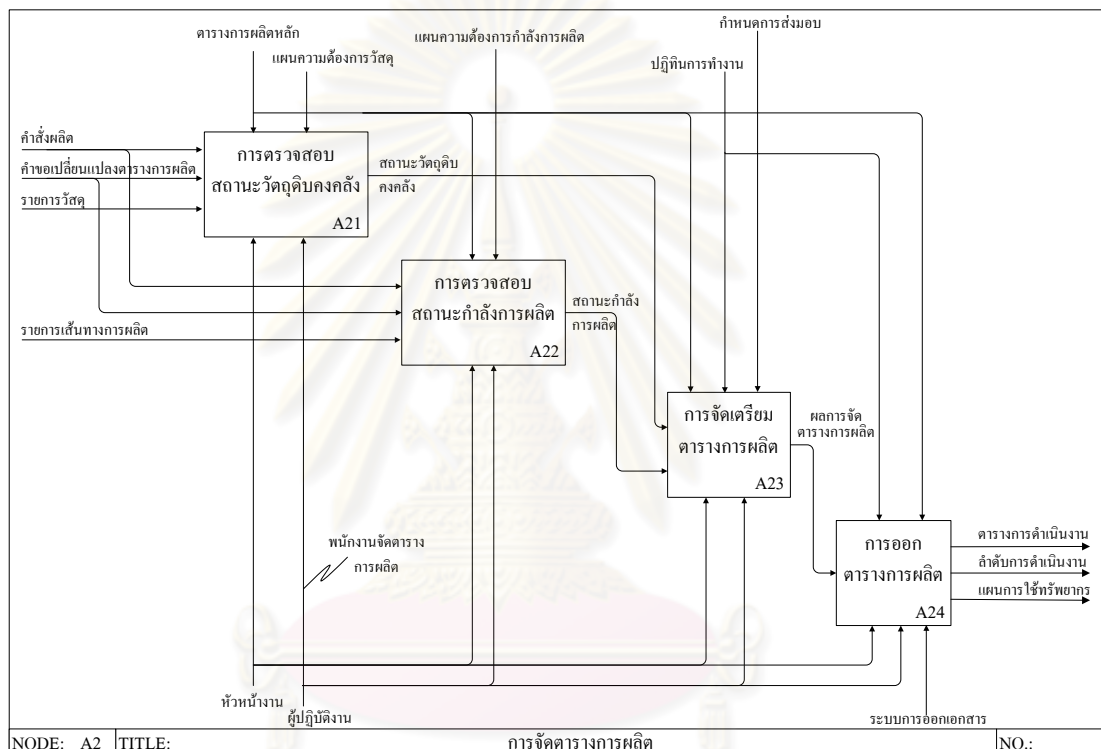 ตารางการผลิตหลัก
แผนความต้องการกำลังการผลิต
กำหนดการส่งมอบ
แผนความต้องการวัสดุ
ปฏิทินการทำงาน
คำสั่งผลิต
คำขอเปลี่ยนแปลงตารางการผลิต
รายการวัสดุ
การตรวจสอบ
สถานะวัตถุดิบคงคลัง
A21
สถานะวัตถุดิบ
คงคลัง
การตรวจสอบ
สถานะกำลังการผลิต
A22
สถานะกำลัง
การผลิต
รายการเส้นทางการผลิต
การจัดเตรียม
ตารางการผลิต
A23
ผลการจัด
ตารางการผลิต
พนักงานจัดตาราง
การผลิต
การออก
ตารางการผลิต
A24
ตารางการดำเนินงาน
ลำดับการดำเนินงาน
แผนการใช้ทรัพยากร
หัวหน้างาน
ผู้ปฏิบัติงาน
ระบบการออกเอกสาร
NODE: A2 TITLE: การจัดตารางการผลิต NO.: